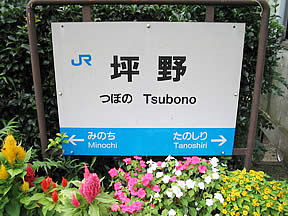 JR
坪野
つぼの Tsubono
← みのち たのしり →
Minochi Tanoshiri